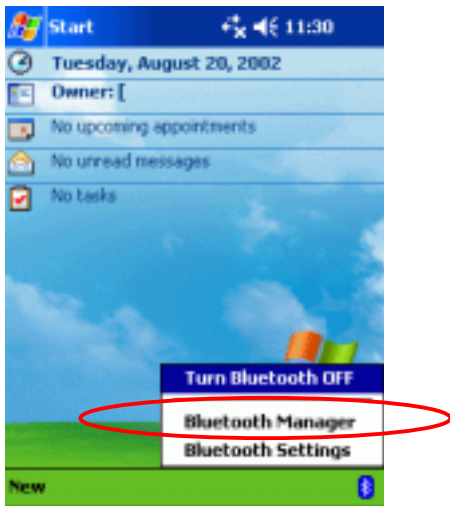 Start 11:30
Tuesday, August 20, 2002
Owner: [
No upcoming appointments
No unread messages
No tasks
Turn Bluetooth OFF
Bluetooth Manager
Bluetooth Settings
New